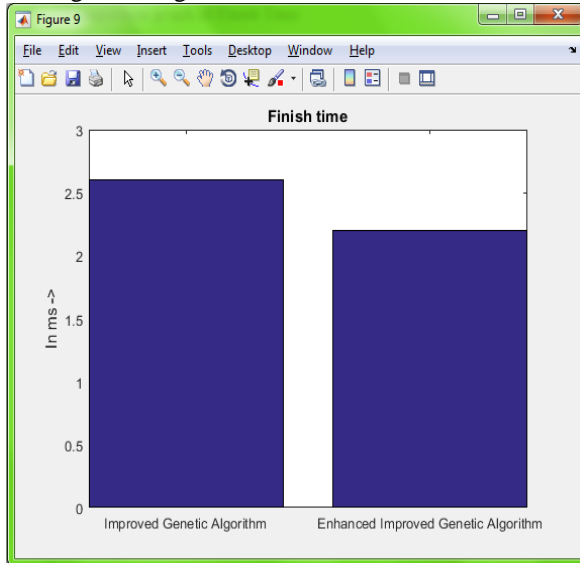 Figure 9
File Edit View Insert Tools Desktop Window Help
Finish time
3
2.5
2
1.5
1
0.5
0
In ms ->
Improved Genetic Algorithm Enhanced Improved Genetic Algorithm